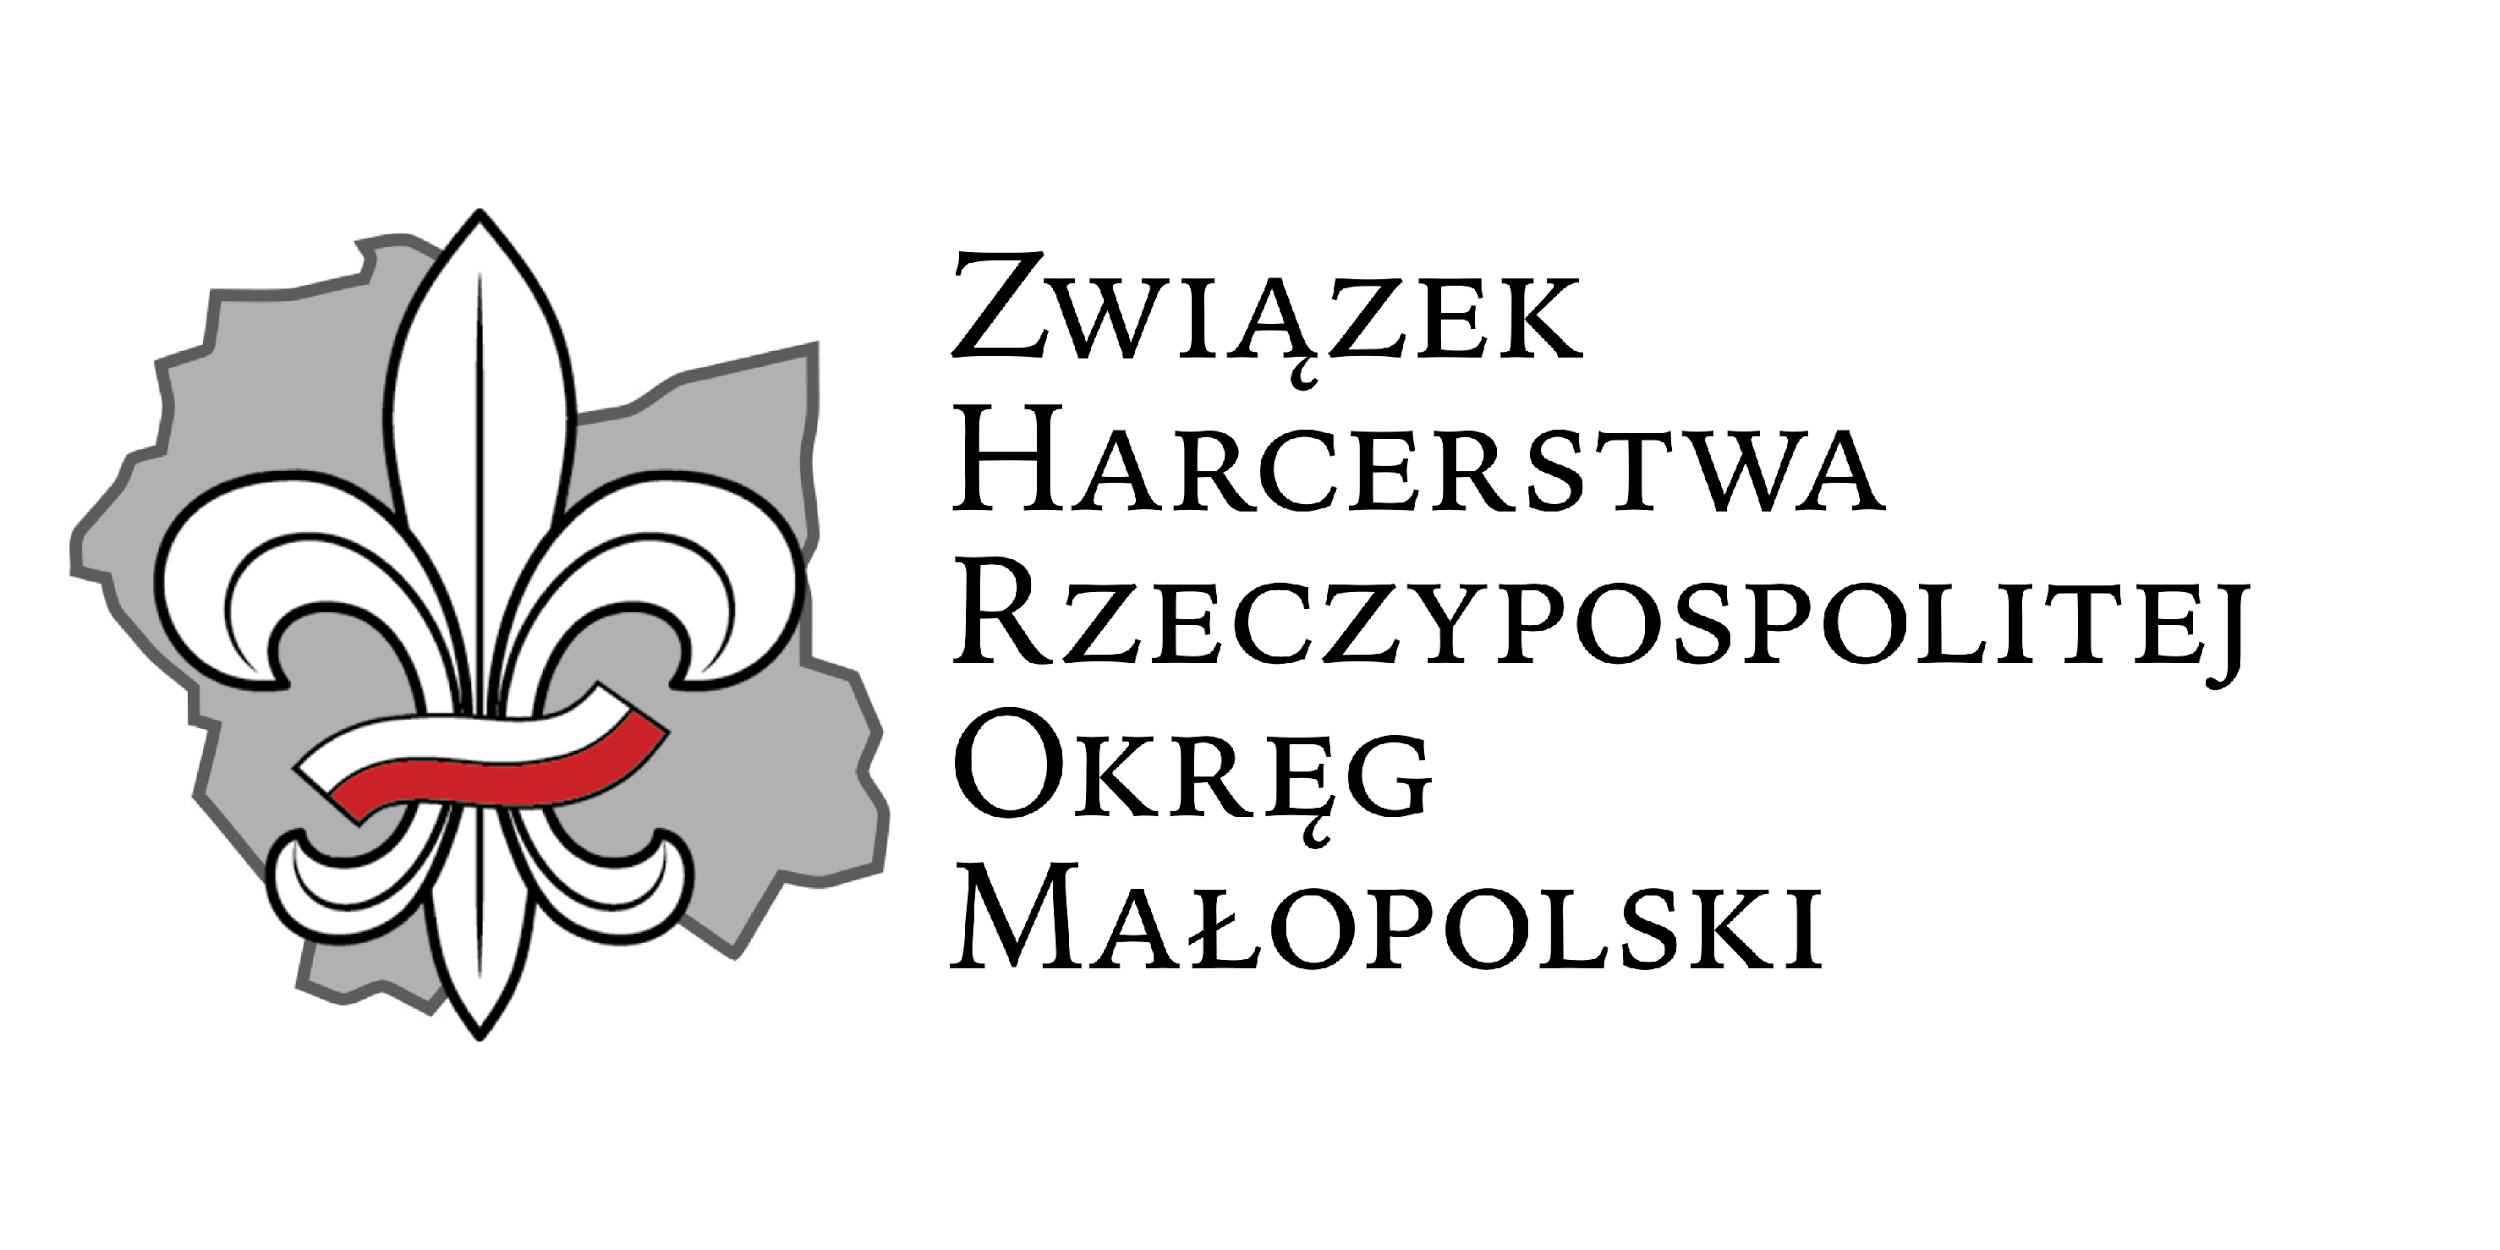 Związek
Harcerstwa
Rzeczypospolitej
Okręg
Małopolski